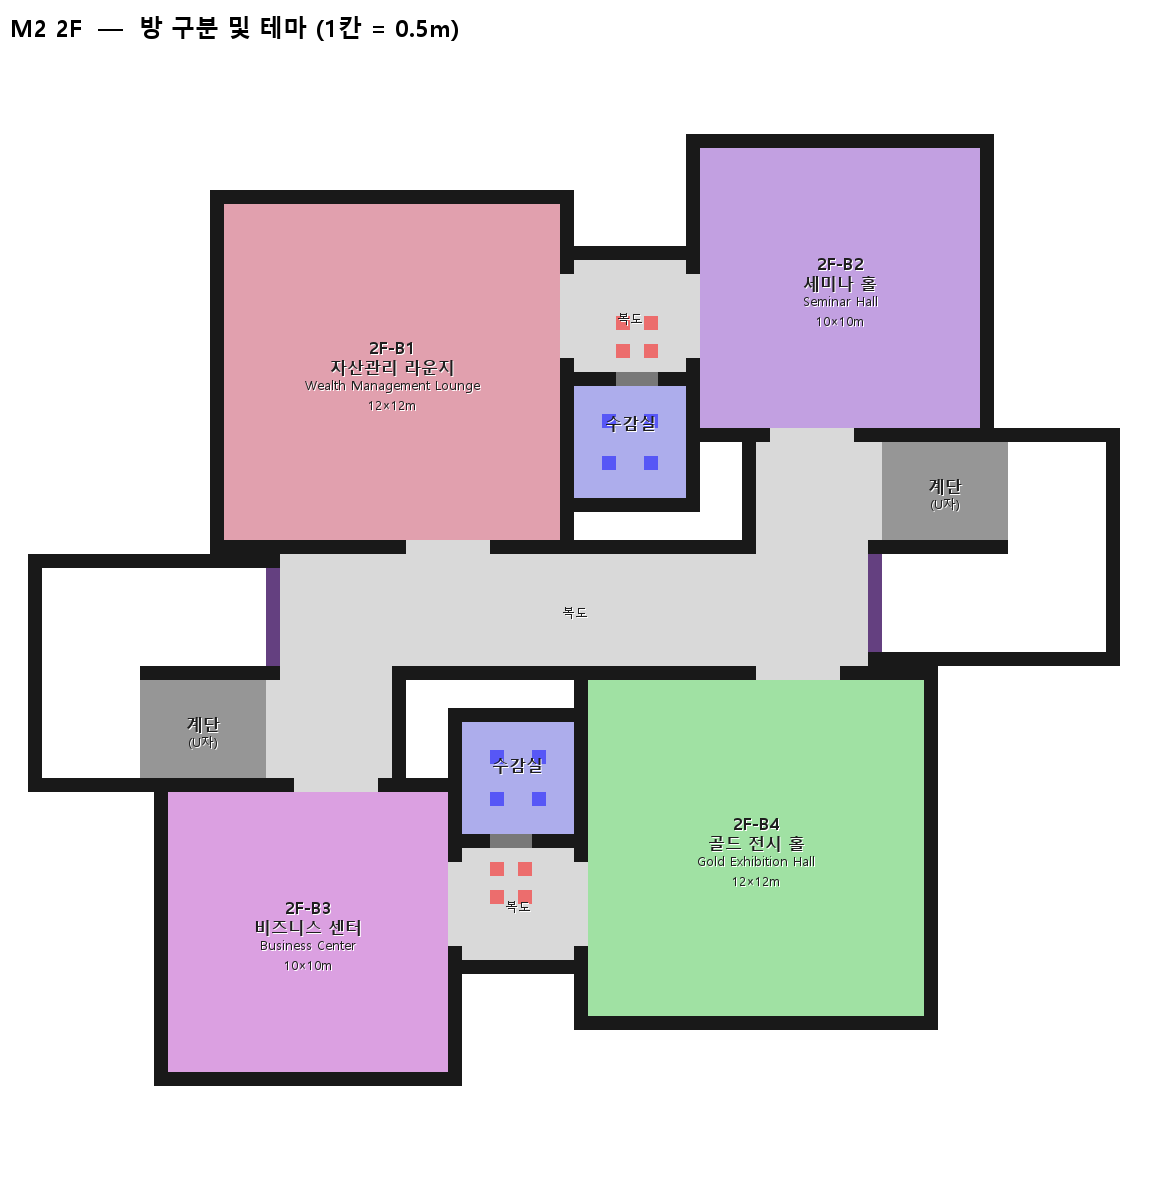 M2 2F — 방 구분 및 테마 (1칸 = 0.5m)
2F-B2
세미나 홀
Seminar Hall
10×10m
복도
2F-B1
자산관리 라운지
Wealth Management Lounge
12×12m
수감실
계단
(U자)
복도
계단
(U자)
수감실
2F-B4
골드 전시 홀
Gold Exhibition Hall
12×12m
복도
2F-B3
비즈니스 센터
Business Center
10×10m